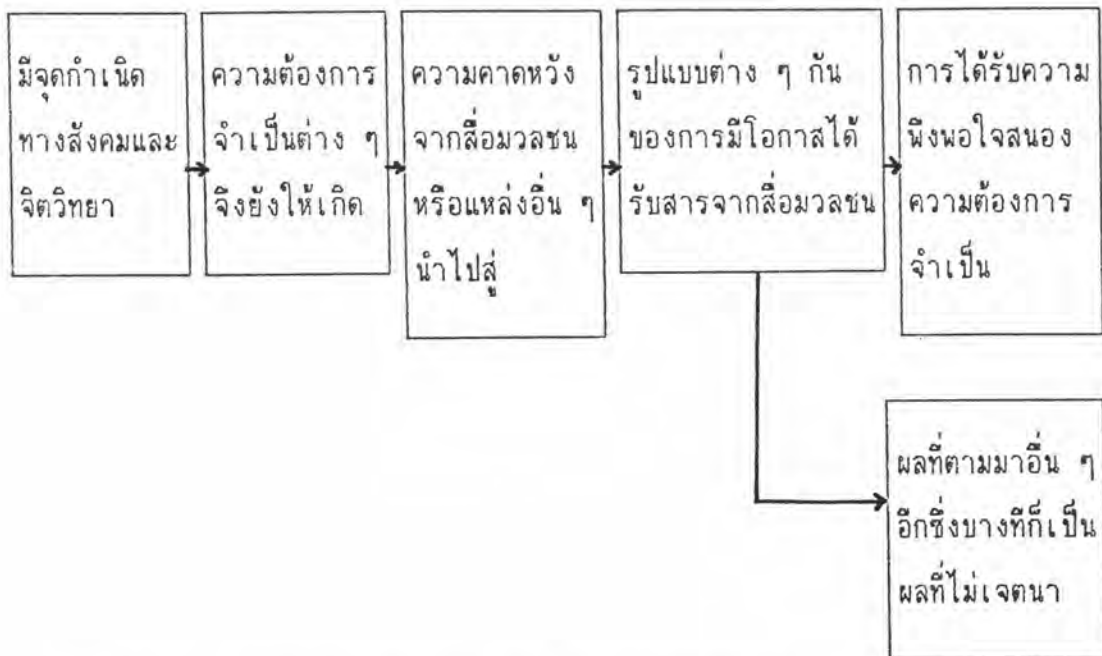 มีจุดกำเนิด
ทางสังคมและ
จิตวิทยา
ความต้องการ
จำเป็นต่าง ๆ
จึงยังให้เกิด
ความคาดหวัง
จากสื่อมวลชน
หรือแหล่งอื่น ๆ
นำไปสู่
รูปแบบต่าง ๆ กัน
ของการมีโอกาสได้
รับสารจากสื่อมวลชน
การได้รับความ
พึงพอใจสนอง
ความต้องการ
จำเป็น
ผลที่ตามมาอื่น ๆ
อีกซึ่งบางทีก็เป็น
ผลที่ไม่เจตนา